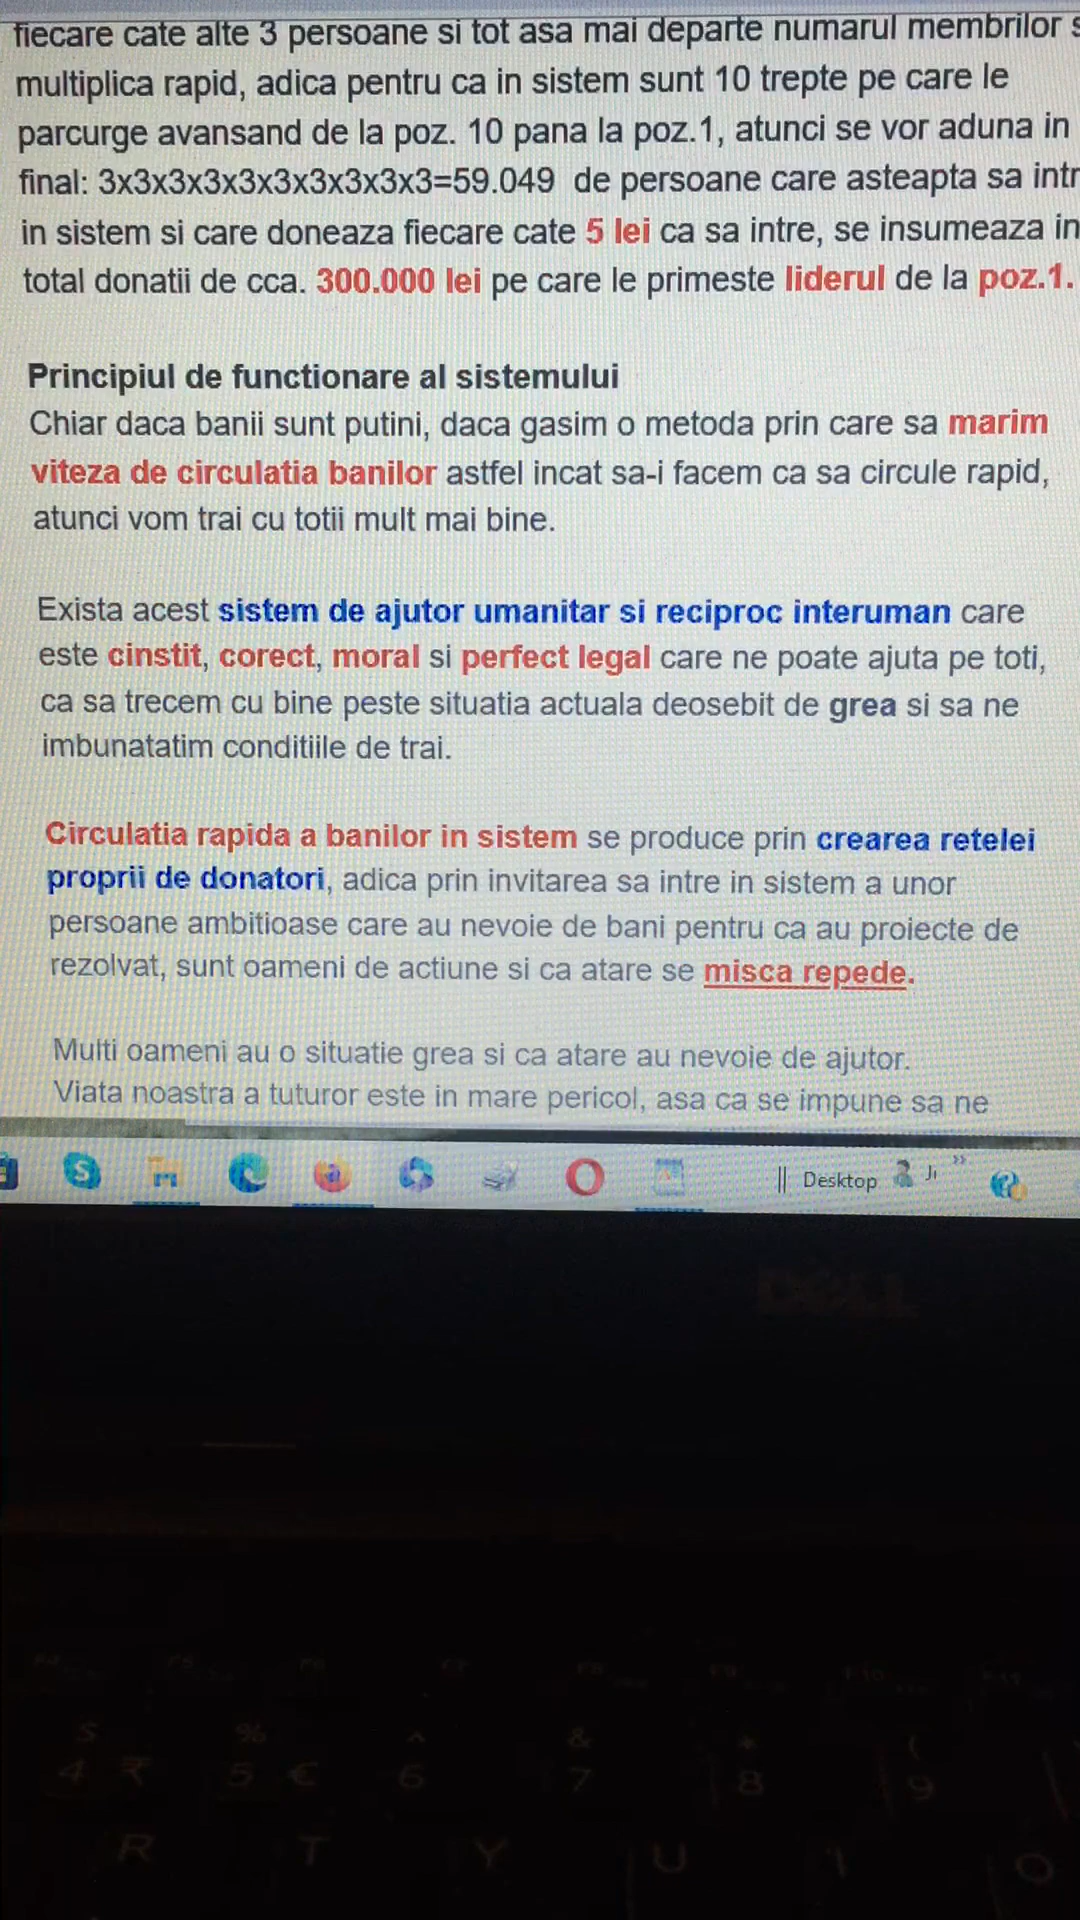 fiecare cate alte 3 persoane si tot asa mai departe numarul membrilor s
multiplica rapid, adica pentru ca in sistem sunt 10 trepte pe care le
parcurge avansand de la poz. 10 pana la poz.1, atunci se vor aduna in
final: 3x3x3x3x3x3x3x3x3x3=59.049 de persoane care asteapta sa intr
in sistem si care doneaza fiecare cate 5 lei ca sa intre, se insumeaza in
total donatii de cca. 300.000 lei pe care le primeste liderul de la poz.1.
Principiul de functionare al sistemului
Chiar daca banii sunt putini, daca gasim o metoda prin care sa marim
viteza de circulatia banilor astfel incat sa-i facem ca sa circule rapid,
atunci vom trai cu totii mult mai bine.
Exista acest sistem de ajutor umanitar si reciproc interuman care
este cinstit, corect, moral si perfect legal care ne poate ajuta pe toti,
ca sa trecem cu bine peste situatia actuala deosebit de grea si sa ne
imbunatatim conditiile de trai.
Circulatia rapida a banilor in sistem se produce prin crearea retelei
proprii de donatori, adica prin invitarea sa intre in sistem a unor
persoane ambitioase care au nevoie de bani pentru ca au proiecte de
rezolvat, sunt oameni de actiune si ca atare se misca repede.
Multi oameni au o situatie grea si ca atare au nevoie de ajutor.
Viata noastra a tuturor este in mare pericol, asa ca se impune sa ne
Desktop
DELL
$ % ^ & * (
4 ₹ 5 € 6 7 8 9
R T Y U I O